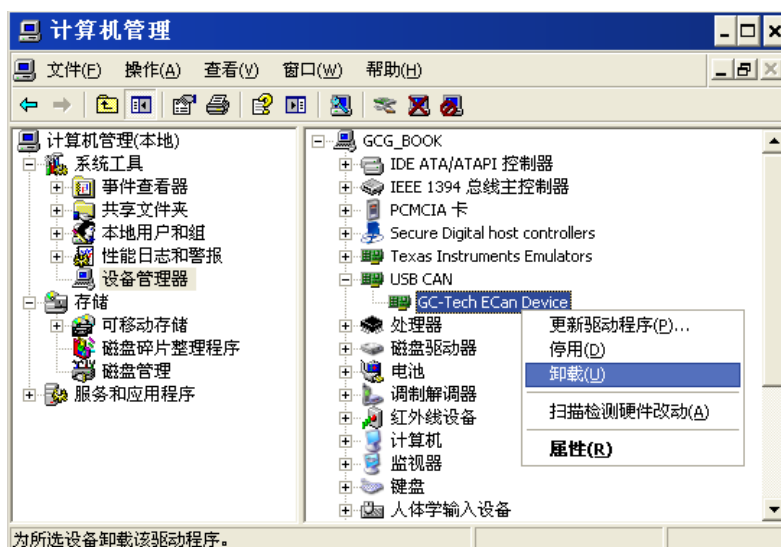 计算机管理
文件(F) 操作(A) 查看(V) 窗口(W) 帮助(H)
计算机管理(本地)
系统工具
事件查看器
共享文件夹
本地用户和组
性能日志和警报
设备管理器
存储
可移动存储
磁盘碎片整理程序
磁盘管理
服务和应用程序
GCG_BOOK
IDE ATA/ATAPI 控制器
IEEE 1394 总线主控制器
PCMCIA 卡
Secure Digital host controllers
Texas Instruments Emulators
USB CAN
GC-Tech ECan Device
处理器
磁盘驱动器
电池
调制解调器
红外线设备
计算机
监视器
键盘
人体学输入设备
更新驱动程序(P)...
停用(D)
卸载(U)
扫描检测硬件改动(A)
属性(R)
为所选设备卸载该驱动程序。